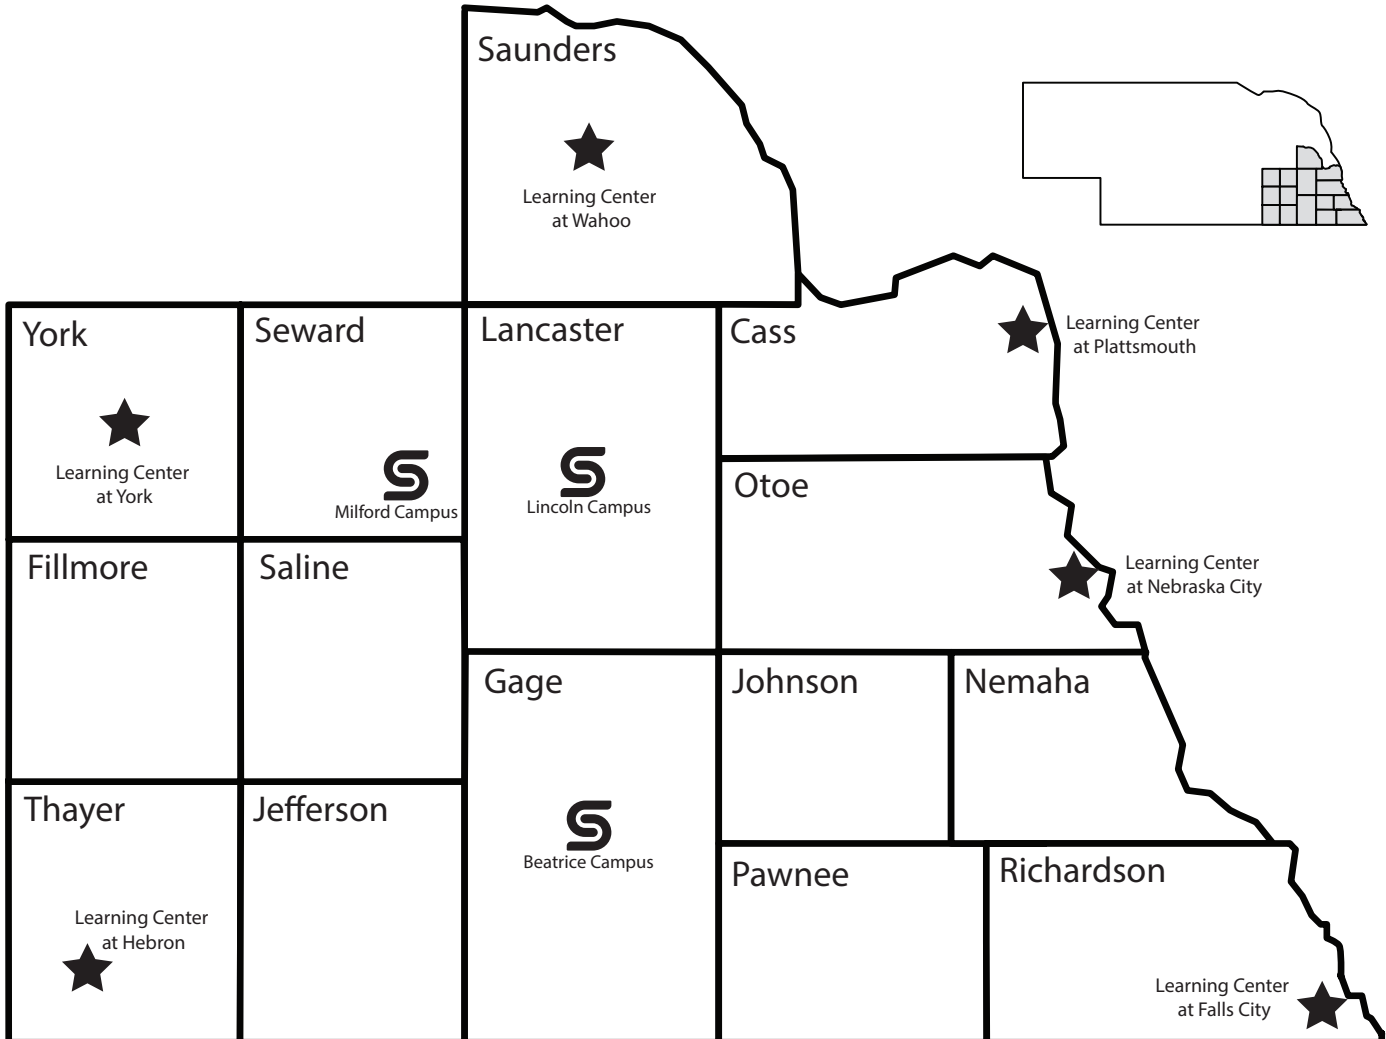 Saunders
Learning Center
at Wahoo
York
Seward
Lancaster
Cass
Learning Center
at Plattsmouth
Learning Center
at York
Milford Campus
Lincoln Campus
Otoe
Fillmore
Saline
Learning Center
at Nebraska City
Gage
Johnson
Nemaha
Thayer
Jefferson
Beatrice Campus
Pawnee
Richardson
Learning Center
at Hebron
Learning Center
at Falls City